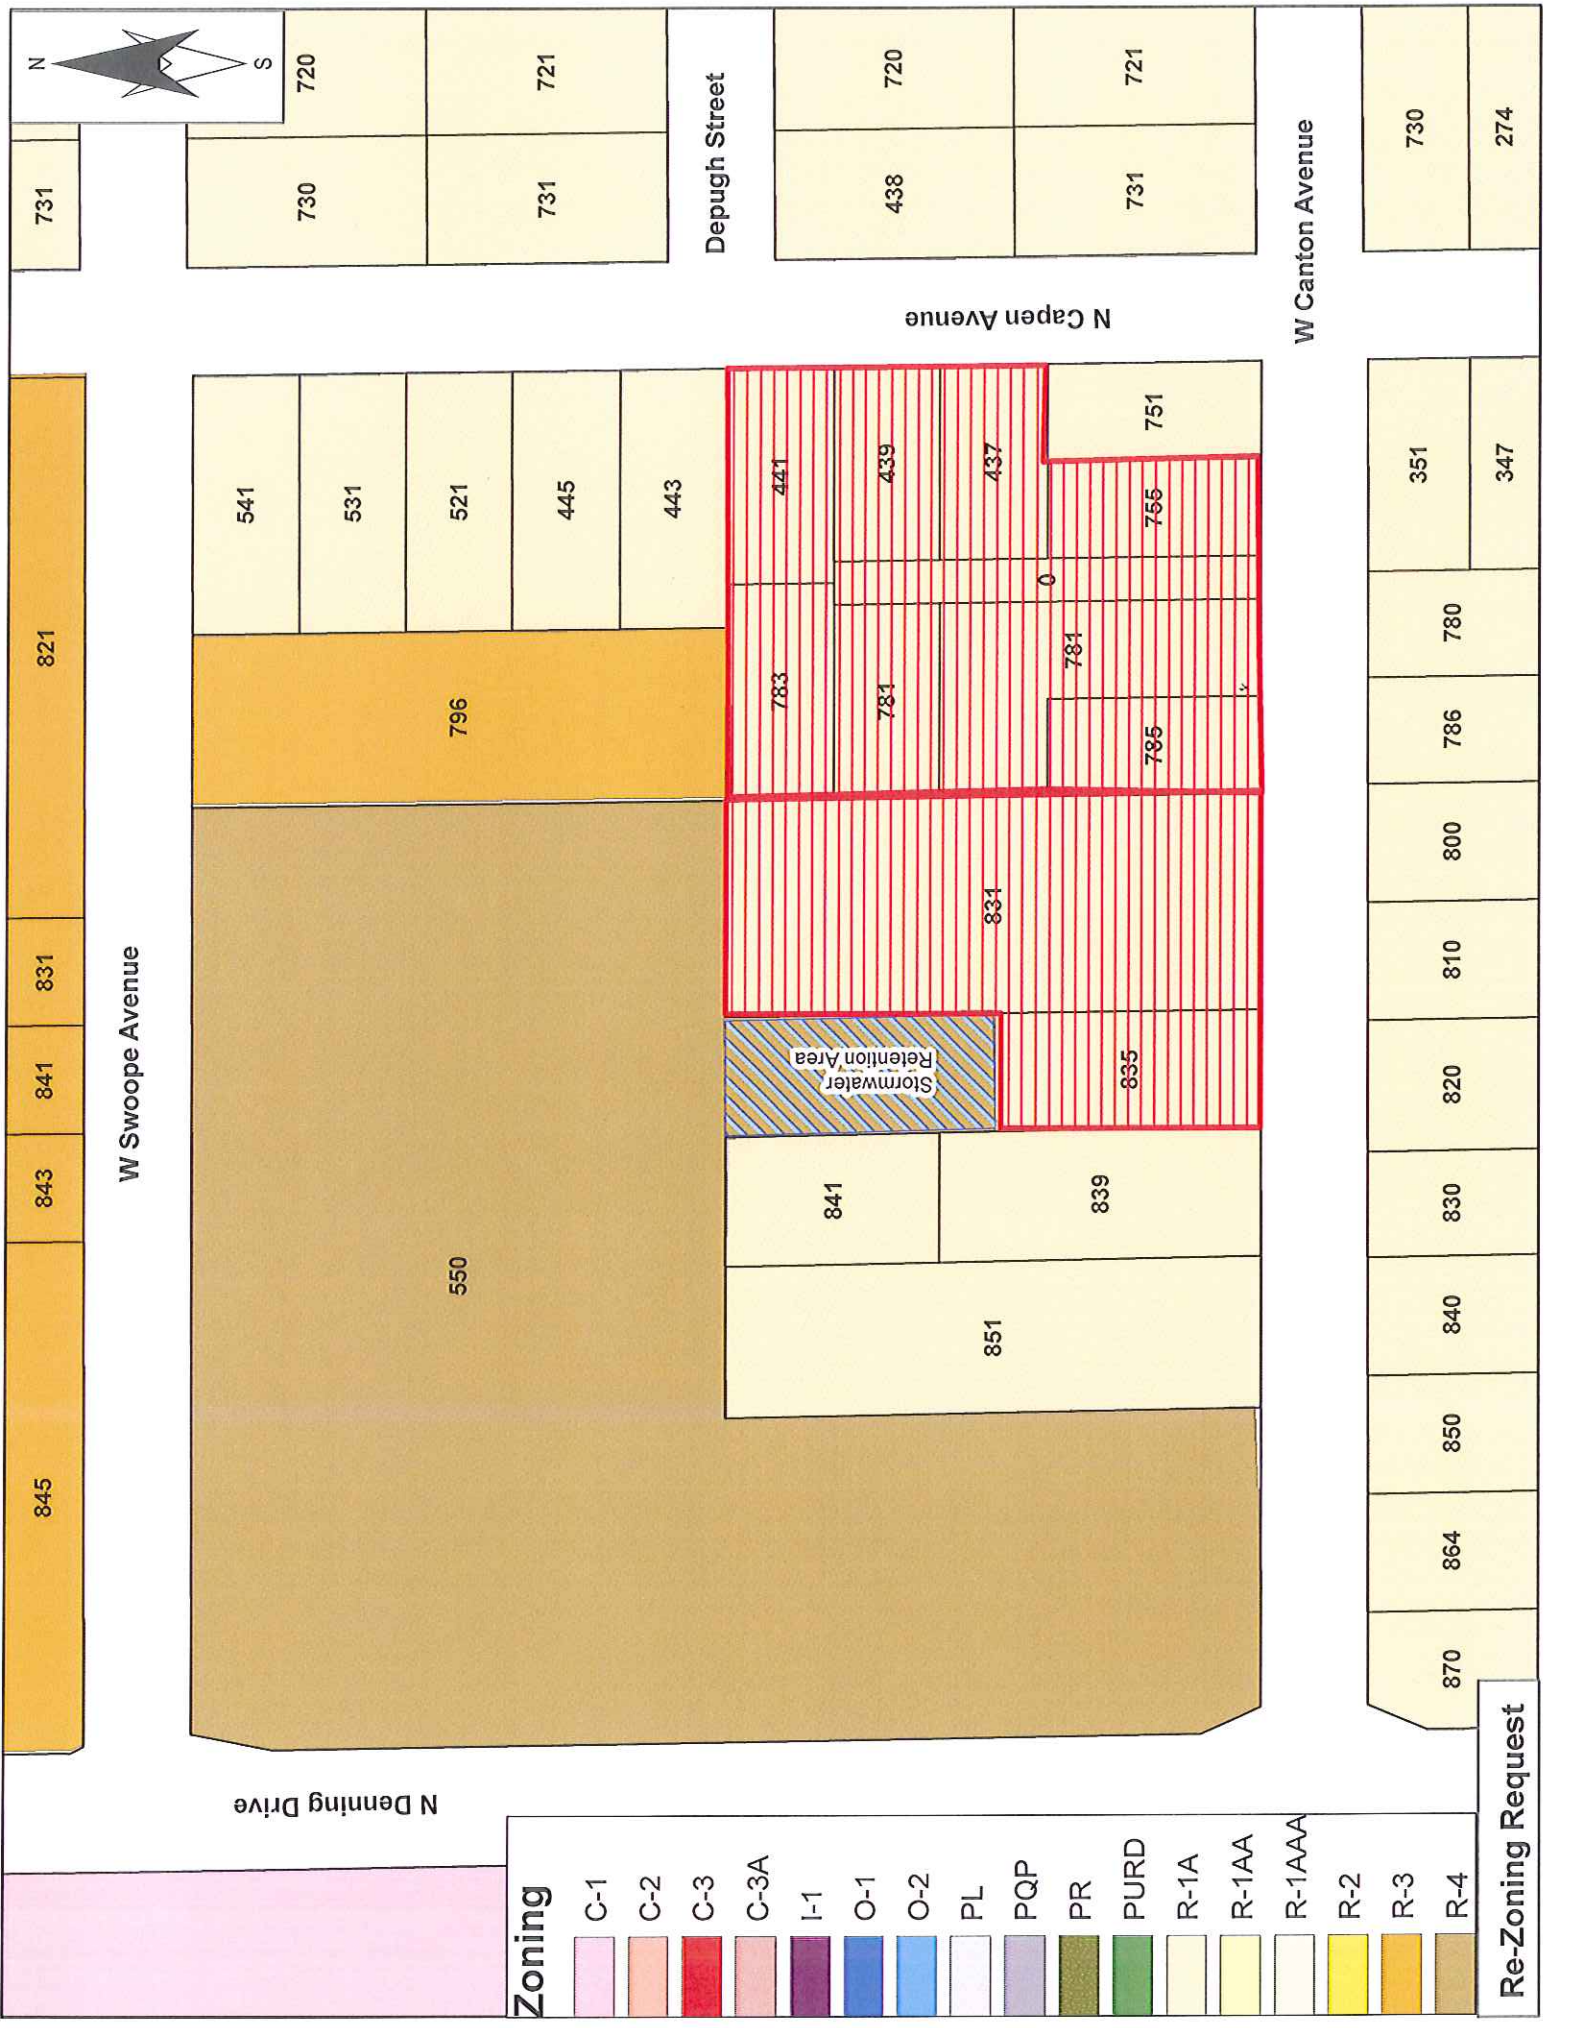 N
S
731
720
721
720
721
730
274
730
731
438
731
Depugh Street
W Canton Avenue
N Capen Avenue
821
831
841
843
845
W Swoope Avenue
541
531
521
445
443
796
550
441
439
437
751
755
0
783
781
781
785
831
835
Stormwater
Retention Area
841
839
851
351
347
780
786
800
810
820
830
840
850
864
870
N Denning Drive
Zoning
C-1
C-2
C-3
C-3A
I-1
O-1
O-2
PL
PQP
PR
PURD
R-1A
R-1AA
R-1AAA
R-2
R-3
R-4
Re-Zoning Request